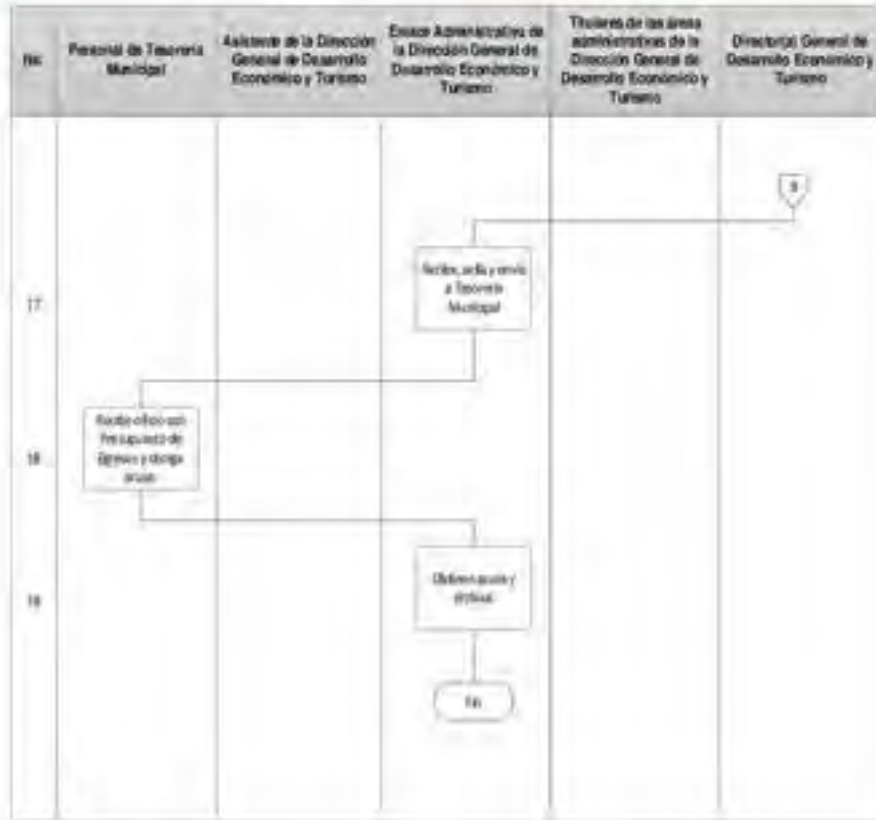 No.
Personal de Tesorería
Municipal
Asistente de la Dirección
General de Desarrollo
Económico y Turismo
Enlace Administrativo de
la Dirección General de
Desarrollo Económico y
Turismo
Titulares de las áreas
administrativas de la
Dirección General de
Desarrollo Económico y
Turismo
Director(a) General de
Desarrollo Económico y
Turismo
17
Recibe, sella y envía
a Tesorería
Municipal
18
Recibe oficio con
Presupuesto de
Egresos y otorga
acuse
19
Obtiene acuse y
archiva
Fin